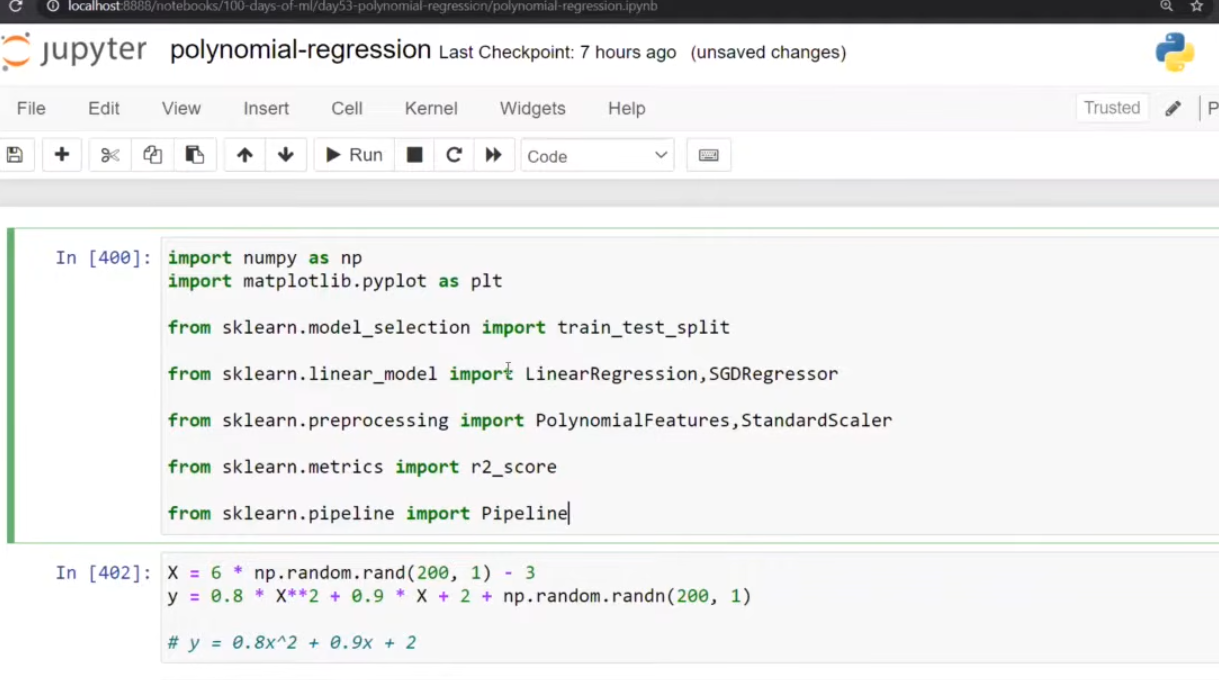 localhost:8888/notebooks/100-days-of-ml/day53-polynomial-regression/polynomial-regression.ipynb
jupyter polynomial-regression Last Checkpoint: 7 hours ago (unsaved changes)
File Edit View Insert Cell Kernel Widgets Help Trusted P
Run Code
In [400]: import numpy as np
import matplotlib.pyplot as plt
from sklearn.model_selection import train_test_split
from sklearn.linear_model import LinearRegression,SGDRegressor
from sklearn.preprocessing import PolynomialFeatures,StandardScaler
from sklearn.metrics import r2_score
from sklearn.pipeline import Pipeline
In [402]: X = 6 * np.random.rand(200, 1) - 3
y = 0.8 * X**2 + 0.9 * X + 2 + np.random.randn(200, 1)
# y = 0.8x^2 + 0.9x + 2